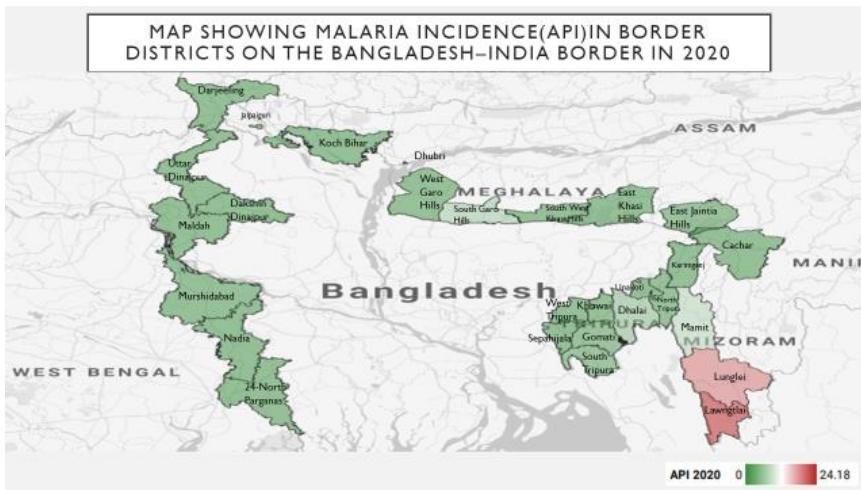 MAP SHOWING MALARIA INCIDENCE(API)IN BORDER
DISTRICTS ON THE BANGLADESH–INDIA BORDER IN 2020
Darjeeling
Jalpaiguri
Koch Bihar
ASSAM
Dhubri
Uttar
Dinajpur
West
Garo
Hills
MEGHALAYA
East
Khasi
Hills
South Garo
Hills
South West
Khasi Hills
Dakshin
Dinajpur
Maldah
East Jaintia
Hills
Cachar
MANI
Karimganj
Murshidabad
Bangladesh
Unakoti
North
Tripura
West
Tripura
Khowai
Dhalai
TRIPURA
Mamit
MIZORAM
Sepahijala
Gomati
South
Tripura
Nadia
WEST BENGAL
24-North
Parganas
Lunglei
Lawngtlai
API 2020 0 24.18